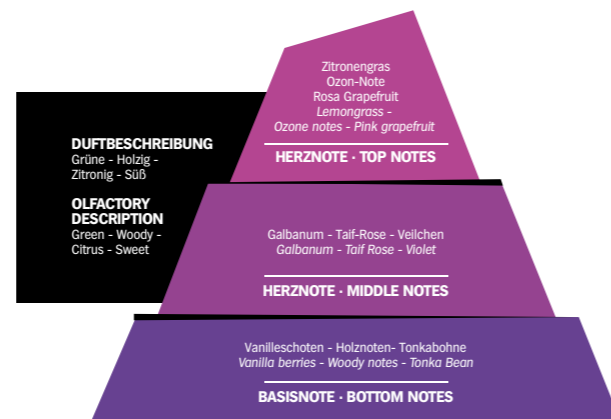 Zitronengras
Ozon-Note
Rosa Grapefruit
Lemongrass -
Ozone notes - Pink grapefruit
HERZNOTE · TOP NOTES
DUFTBESCHREIBUNG
Grüne - Holzig -
Zitronig - Süß
OLFACTORY
DESCRIPTION
Green - Woody -
Citrus - Sweet
Galbanum - Taif-Rose - Veilchen
Galbanum - Taif Rose - Violet
HERZNOTE · MIDDLE NOTES
Vanilleschoten - Holznoten- Tonkabohne
Vanilla berries - Woody notes - Tonka Bean
BASISNOTE · BOTTOM NOTES